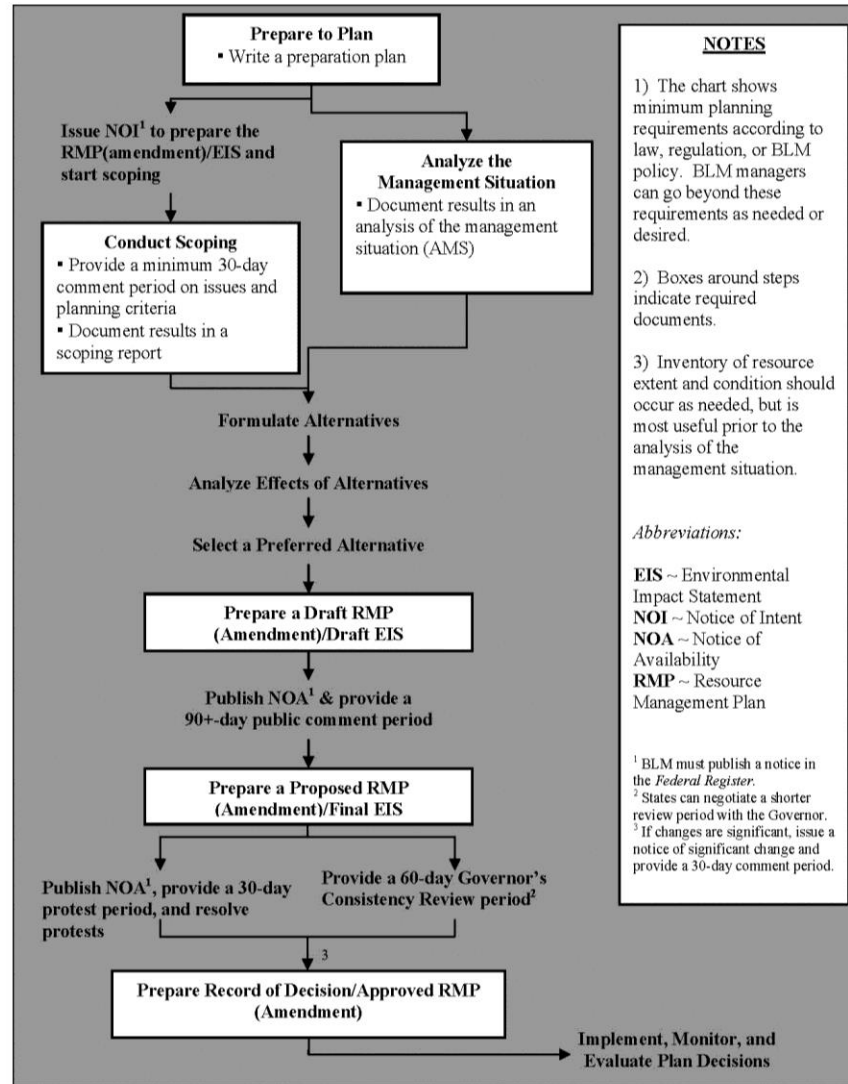 Prepare to Plan
▪ Write a preparation plan
Issue NOI¹ to prepare the
RMP(amendment)/EIS and
start scoping
Analyze the
Management Situation
▪ Document results in an
analysis of the management
situation (AMS)
Conduct Scoping
▪ Provide a minimum 30-day
comment period on issues and
planning criteria
▪ Document results in a
scoping report
Formulate Alternatives
Analyze Effects of Alternatives
Select a Preferred Alternative
Prepare a Draft RMP
(Amendment)/Draft EIS
Publish NOA¹ & provide a
90+-day public comment period
Prepare a Proposed RMP
(Amendment)/Final EIS
Publish NOA¹, provide a 30-day
protest period, and resolve
protests
Provide a 60-day Governor's
Consistency Review period²
3
Prepare Record of Decision/Approved RMP
(Amendment)
Implement, Monitor, and
Evaluate Plan Decisions
NOTES
1) The chart shows
minimum planning
requirements according to
law, regulation, or BLM
policy. BLM managers
can go beyond these
requirements as needed or
desired.
2) Boxes around steps
indicate required
documents.
3) Inventory of resource
extent and condition should
occur as needed, but is
most useful prior to the
analysis of the
management situation.
Abbreviations:
EIS ~ Environmental
Impact Statement
NOI ~ Notice of Intent
NOA ~ Notice of
Availability
RMP ~ Resource
Management Plan
¹ BLM must publish a notice in
the Federal Register.
² States can negotiate a shorter
review period with the Governor.
³ If changes are significant, issue a
notice of significant change and
provide a 30-day comment period.